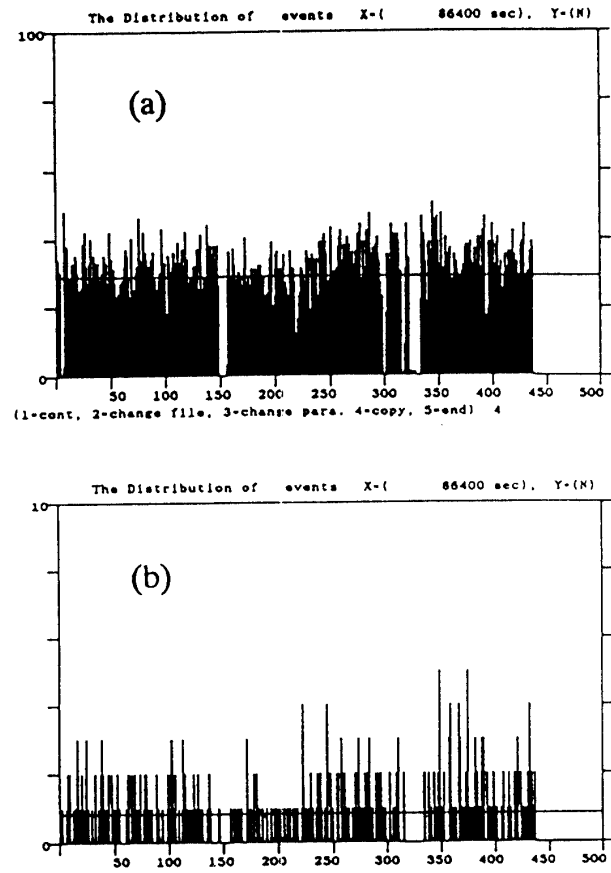 The Distribution of events X-( 86400 sec), Y-(N)
100
(a)
0
50 100 150 200 250 300 350 400 450 500
(1-cont, 2-change file, 3-change para. 4-copy, 5-end) 4
The Distribution of events X-( 86400 sec), Y-(N)
10
(b)
0
50 100 150 200 250 300 350 400 450 500